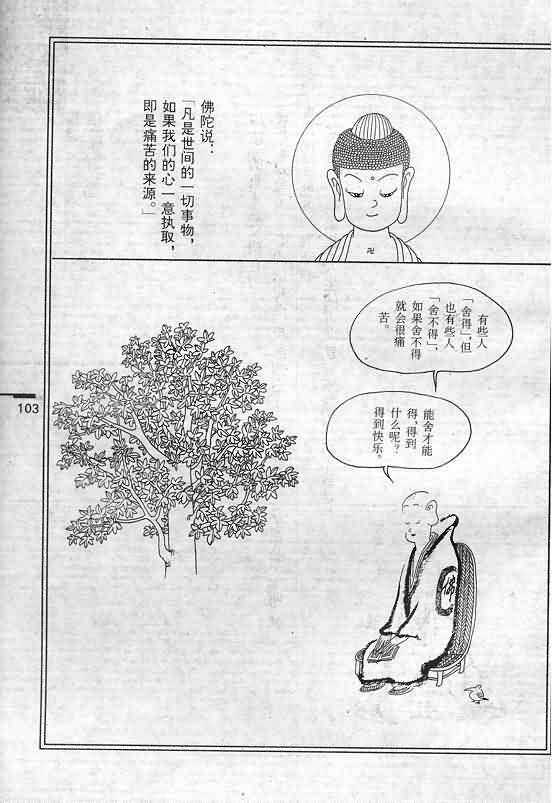 佛陀说：
「凡是世间的一切事物，
如果我们的心一意执取，
即是痛苦的来源。」
卍
有些人
「舍得」，但
也有些人
「舍不得」，
如果舍不得
就会很痛
苦。
能舍才能
得，得到
什么呢？
得到快乐。
佛
103